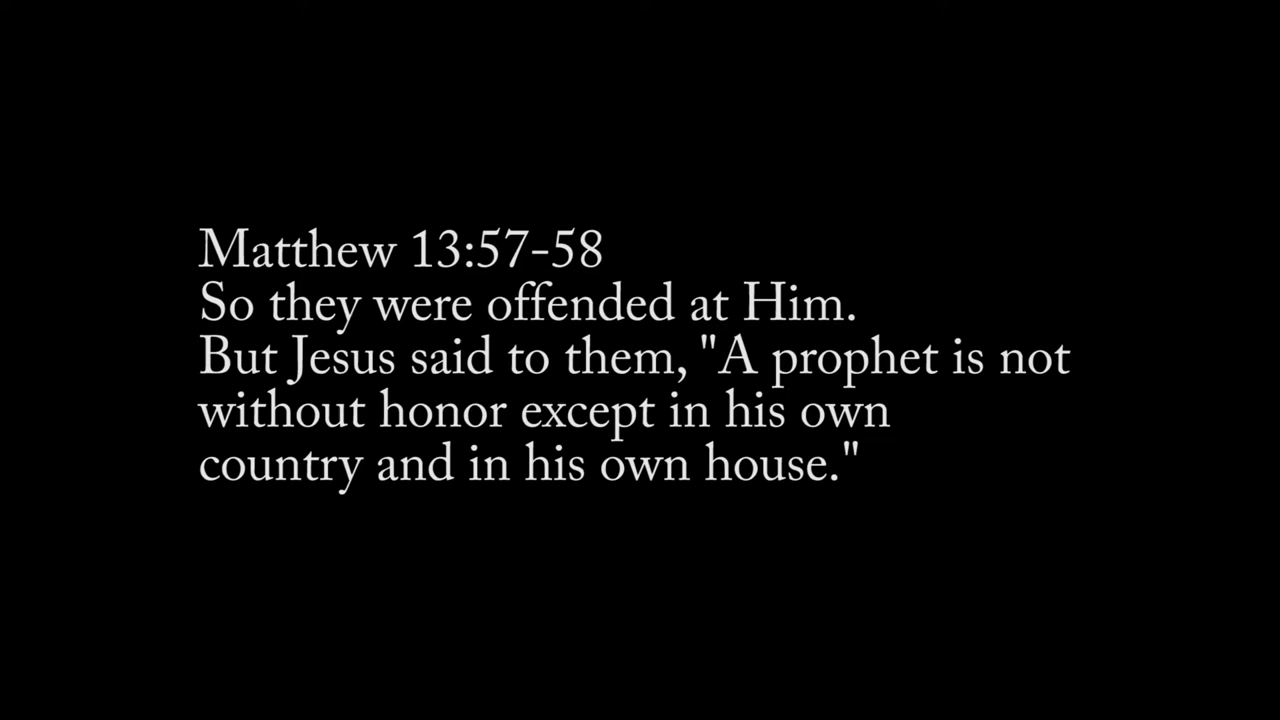 Matthew 13:57-58
So they were offended at Him.
But Jesus said to them, "A prophet is not
without honor except in his own
country and in his own house."